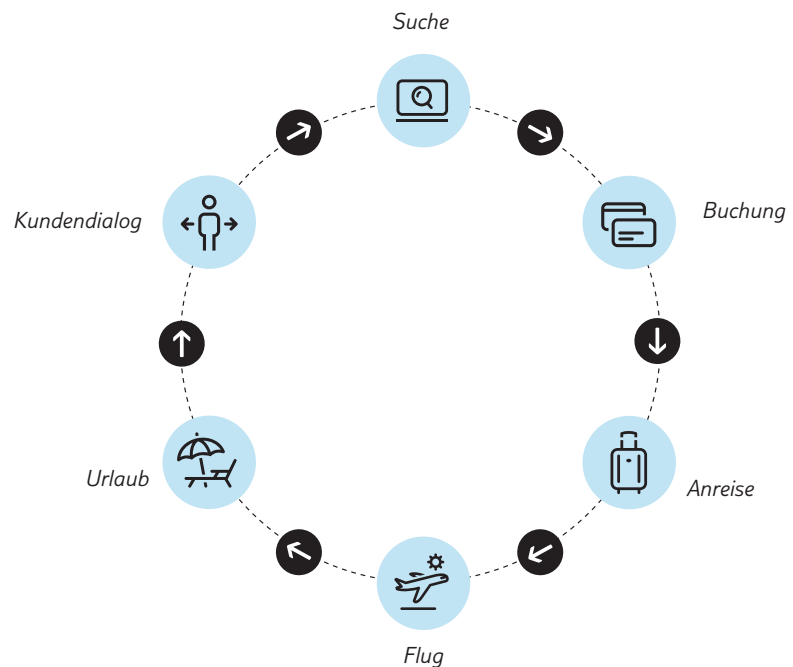 Suche
Buchung
Anreise
Flug
Urlaub
Kundendialog